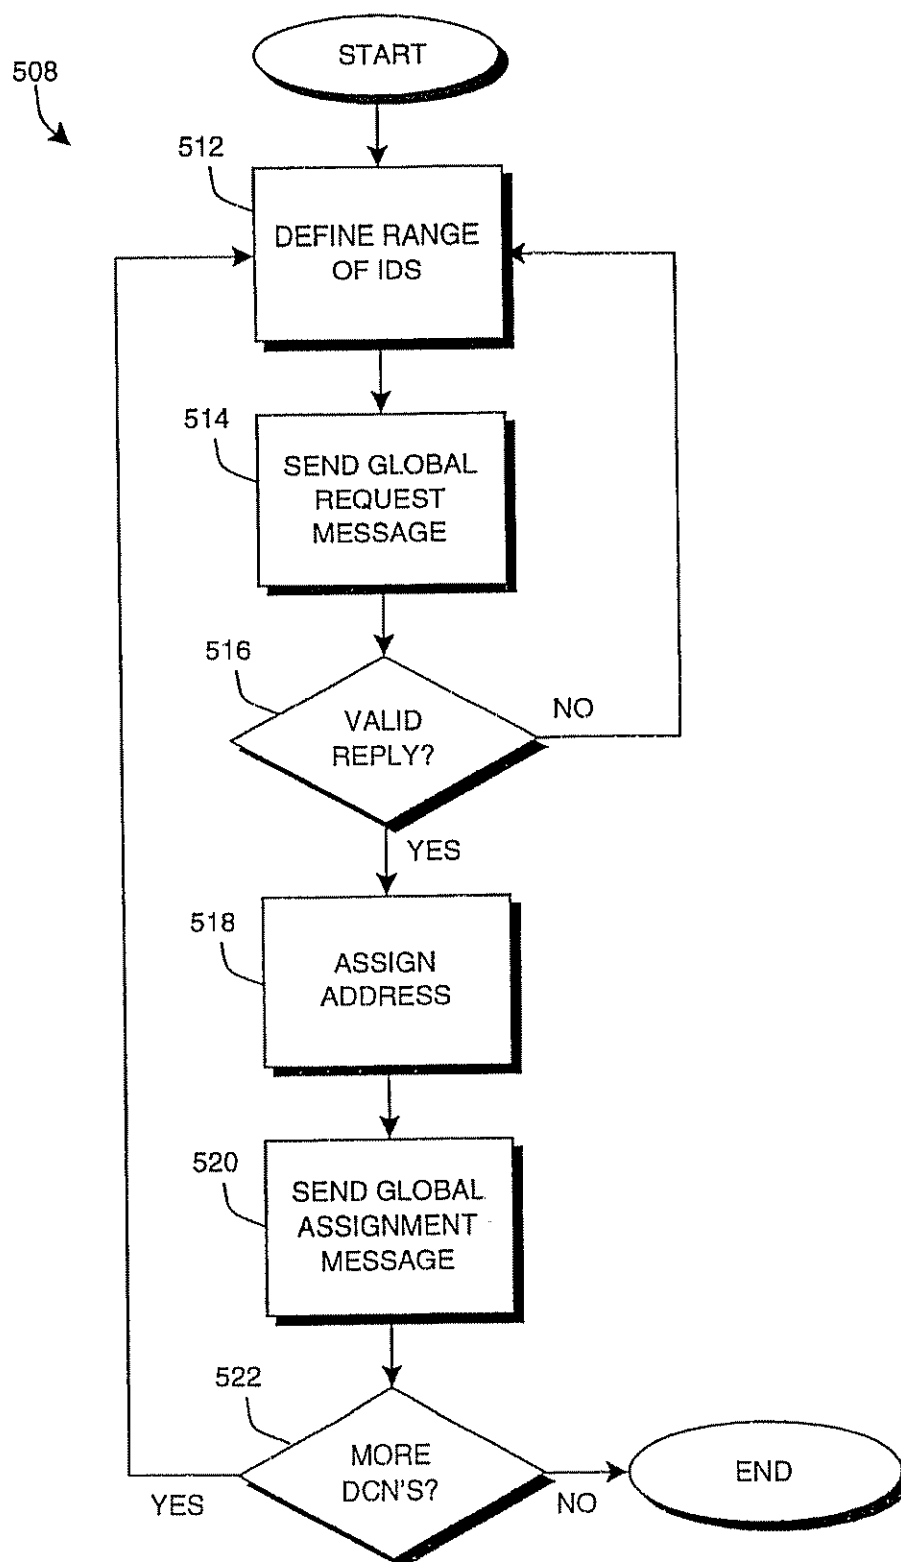 START
508
512
DEFINE RANGE
OF IDS
514
SEND GLOBAL
REQUEST
MESSAGE
516
VALID
REPLY?
NO
YES
518
ASSIGN
ADDRESS
520
SEND GLOBAL
ASSIGNMENT
MESSAGE
522
MORE
DCN'S?
YES
NO
END